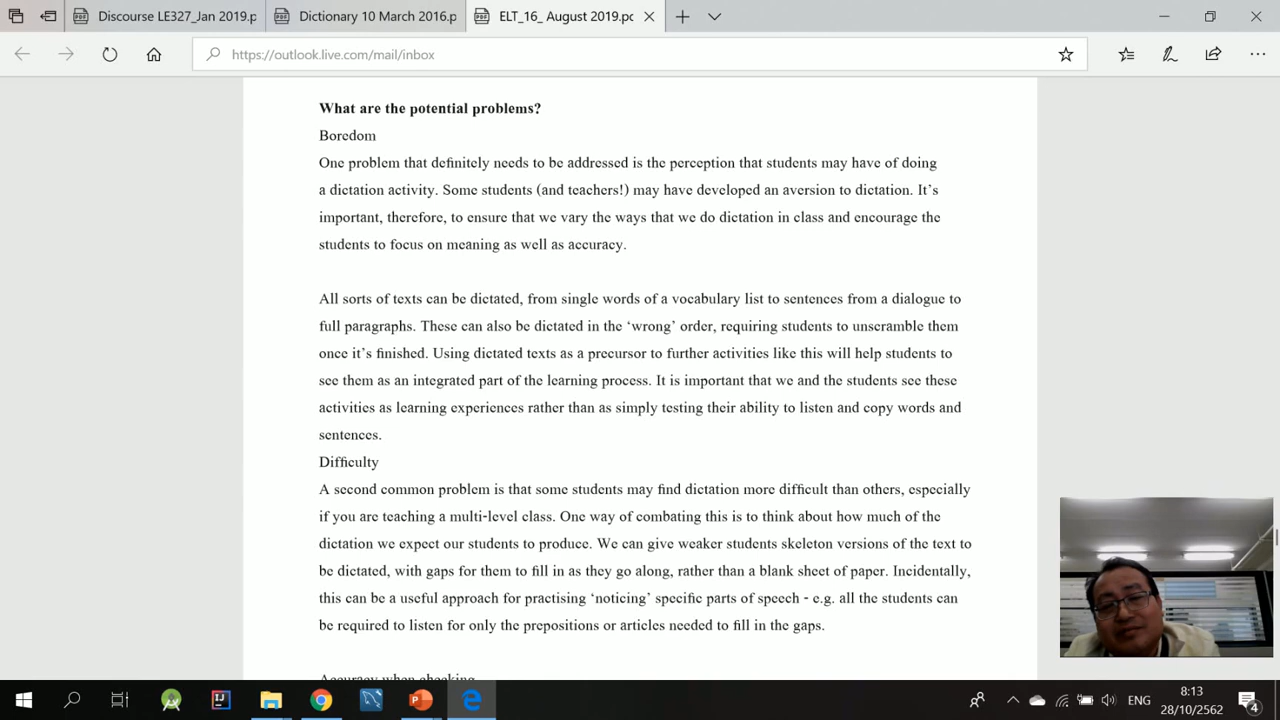 Discourse LE327_Jan 2019.p
Dictionary 10 March 2016.p
ELT_16_ August 2019.pc
https://outlook.live.com/mail/inbox
What are the potential problems?
Boredom
One problem that definitely needs to be addressed is the perception that students may have of doing
a dictation activity. Some students (and teachers!) may have developed an aversion to dictation. It’s
important, therefore, to ensure that we vary the ways that we do dictation in class and encourage the
students to focus on meaning as well as accuracy.
All sorts of texts can be dictated, from single words of a vocabulary list to sentences from a dialogue to
full paragraphs. These can also be dictated in the ‘wrong’ order, requiring students to unscramble them
once it’s finished. Using dictated texts as a precursor to further activities like this will help students to
see them as an integrated part of the learning process. It is important that we and the students see these
activities as learning experiences rather than as simply testing their ability to listen and copy words and
sentences.
Difficulty
A second common problem is that some students may find dictation more difficult than others, especially
if you are teaching a multi-level class. One way of combating this is to think about how much of the
dictation we expect our students to produce. We can give weaker students skeleton versions of the text to
be dictated, with gaps for them to fill in as they go along, rather than a blank sheet of paper. Incidentally,
this can be a useful approach for practising ‘noticing’ specific parts of speech - e.g. all the students can
be required to listen for only the prepositions or articles needed to fill in the gaps.
Accuracy when checking
ENG
8:13
28/10/2562
4